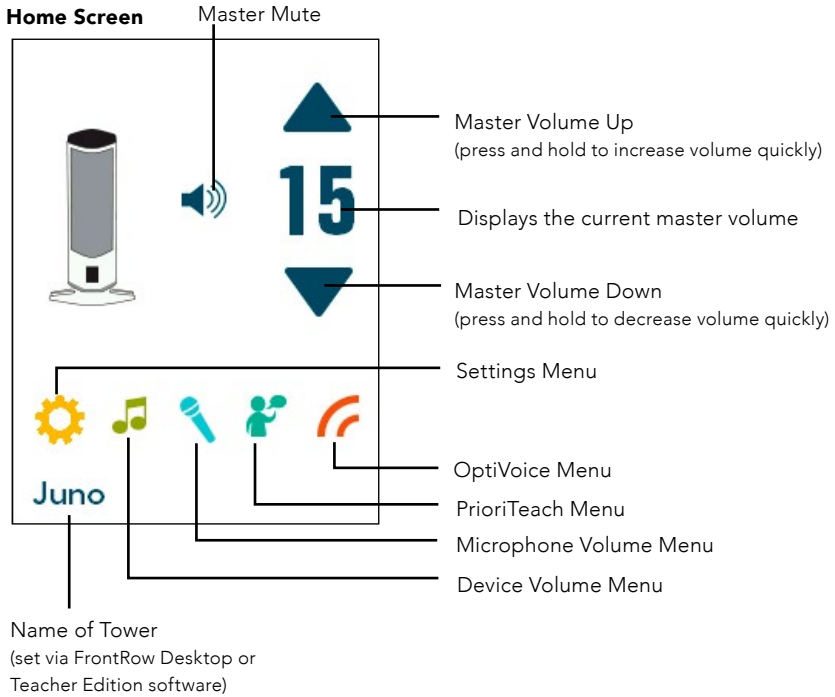 Home Screen
Master Mute
Master Volume Up
(press and hold to increase volume quickly)
15
Displays the current master volume
Master Volume Down
(press and hold to decrease volume quickly)
Settings Menu
OptiVoice Menu
Juno
PrioriTeach Menu
Microphone Volume Menu
Device Volume Menu
Name of Tower
(set via FrontRow Desktop or
Teacher Edition software)